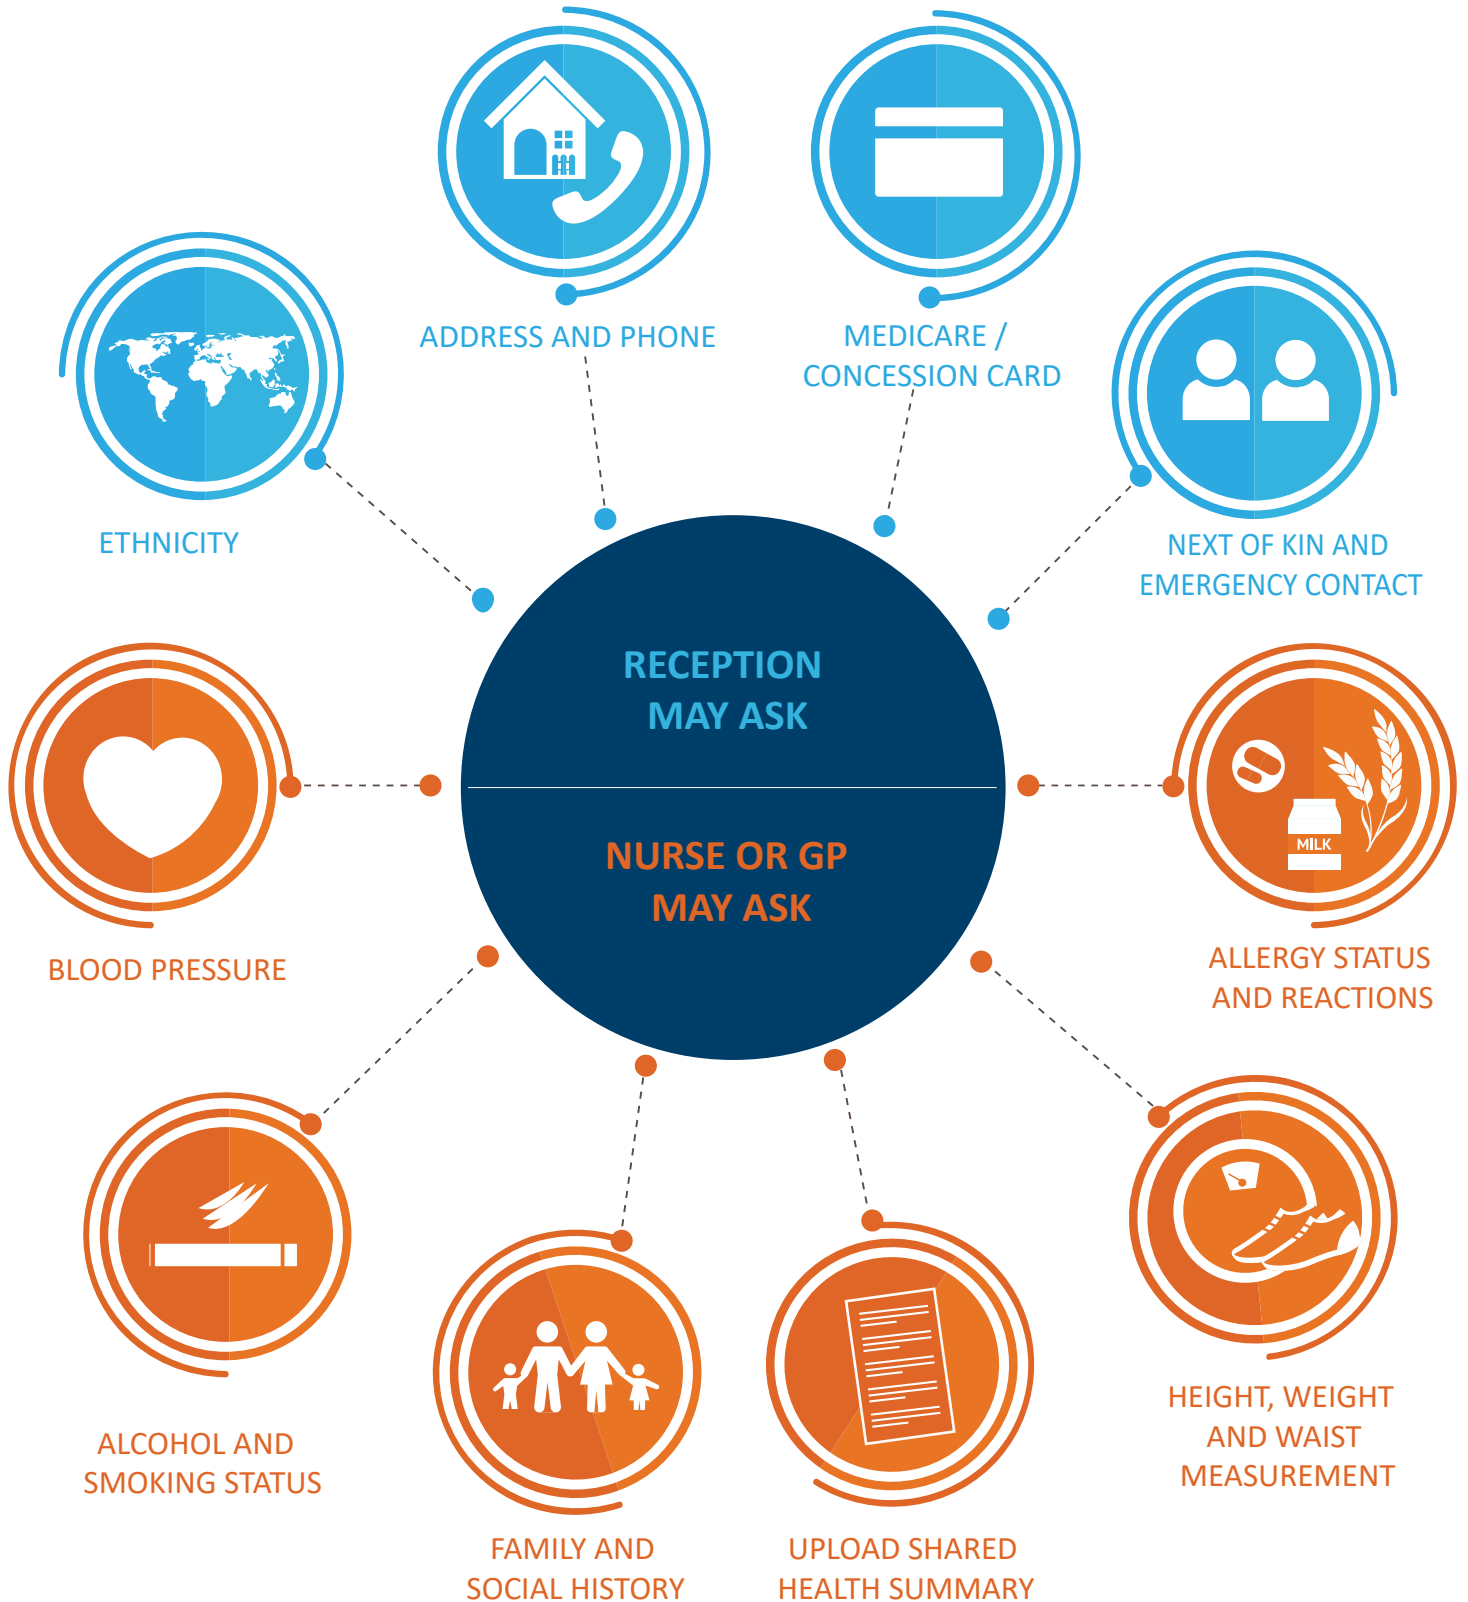 ADDRESS AND PHONE
MEDICARE /
CONCESSION CARD
ETHNICITY
NEXT OF KIN AND
EMERGENCY CONTACT
RECEPTION
MAY ASK
NURSE OR GP
MAY ASK
MILK
BLOOD PRESSURE
ALLERGY STATUS
AND REACTIONS
ALCOHOL AND
SMOKING STATUS
HEIGHT, WEIGHT
AND WAIST
MEASUREMENT
FAMILY AND
SOCIAL HISTORY
UPLOAD SHARED
HEALTH SUMMARY